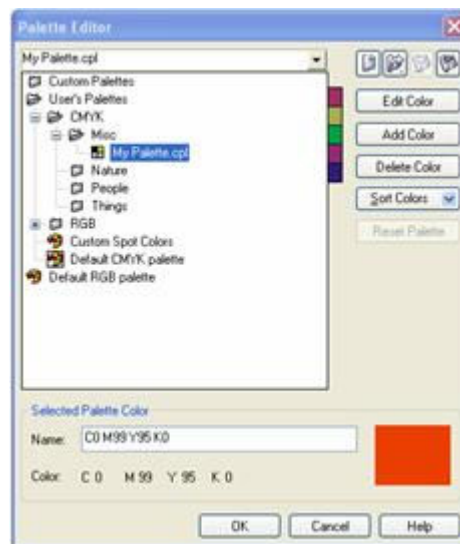 Palette Editor
My Palette.cpl
Custom Palettes
User's Palettes
CMYK
Misc
My Palette.cpl
Nature
People
Things
RGB
Custom Spot Colors
Default CMYK palette
Default RGB palette
Edit Color
Add Color
Delete Color
Sort Colors
Reset Palette
Selected Palette Color
Name: C0 M99 Y95 K0
Color: C 0 M 99 Y 95 K 0
OK Cancel Help